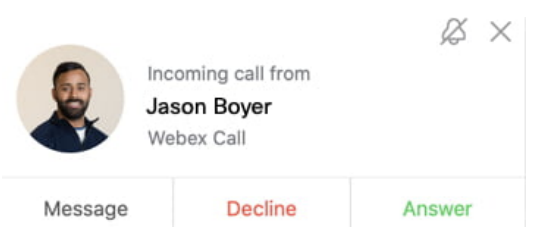 Incoming call from
Jason Boyer
Webex Call
Message Decline Answer